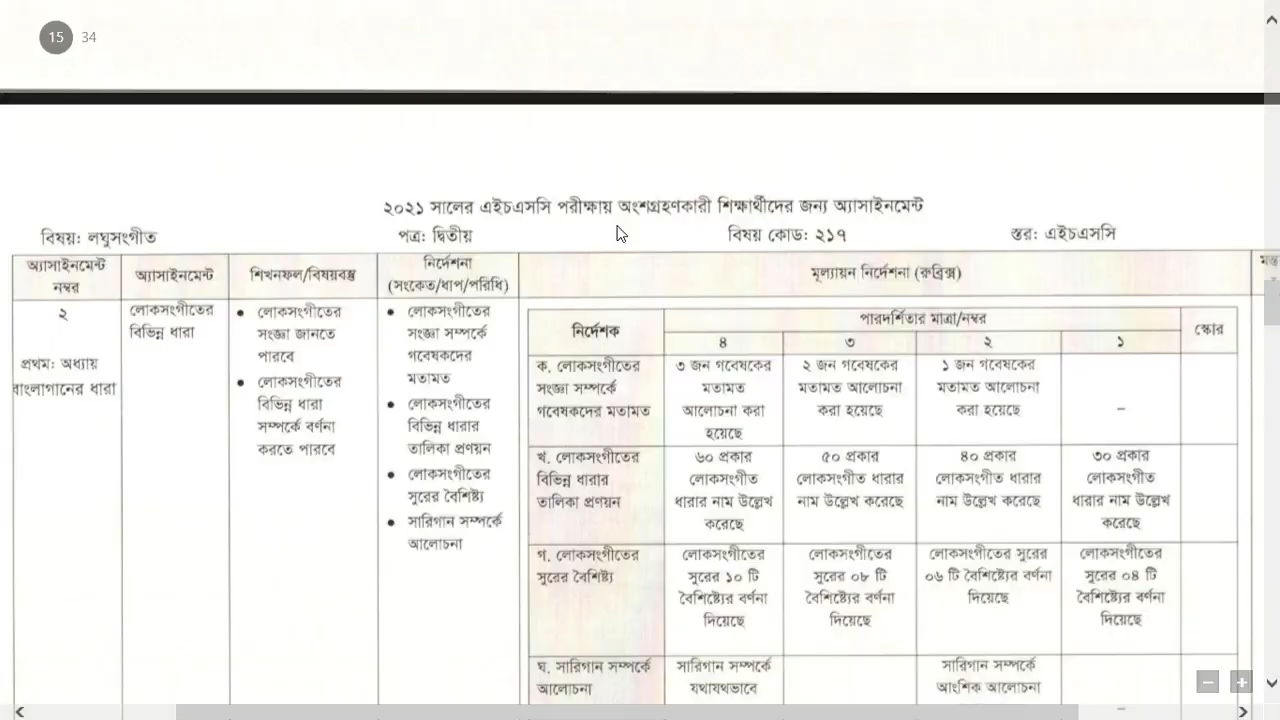 15 34
২০২১ সালের এইচএসসি পরীক্ষায় অংশগ্রহণকারী শিক্ষার্থীদের জন্য অ্যাসাইনমেন্ট
বিষয়: লঘুসংগীত পত্র: দ্বিতীয় বিষয় কোড: ২১৭ স্তর: এইচএসসি
অ্যাসাইনমেন্ট
নম্বর
অ্যাসাইনমেন্ট
শিখনফল/বিষয়বস্তু
নির্দেশনা
(সংকেত/ধাপ/পরিধি)
মূল্যায়ন নির্দেশনা (রুব্রিক্স)
২
প্রথম: অধ্যায়
বাংলাগানের ধারা
লোকসংগীতের
বিভিন্ন ধারা
• লোকসংগীতের
সংজ্ঞা জানতে
পারবে
• লোকসংগীতের
বিভিন্ন ধারা
সম্পর্কে বর্ণনা
করতে পারবে
• লোকসংগীতের
সংজ্ঞা সম্পর্কে
গবেষকদের
মতামত
• লোকসংগীতের
বিভিন্ন ধারার
তালিকা প্রণয়ন
• লোকসংগীতের
সুরের বৈশিষ্ট্য
• সারিগান সম্পর্কে
আলোচনা
নির্দেশক
পারদর্শিতার মাত্রা/নম্বর
স্কোর
৪ ৩ ২ ১
ক. লোকসংগীতের
সংজ্ঞা সম্পর্কে
গবেষকদের মতামত
৩ জন গবেষকের
মতামত
আলোচনা করা
হয়েছে
২ জন গবেষকের
মতামত আলোচনা
করা হয়েছে
১ জন গবেষকের
মতামত আলোচনা
করা হয়েছে
–
খ. লোকসংগীতের
বিভিন্ন ধারার
তালিকা প্রণয়ন
৬০ প্রকার
লোকসংগীত
ধারার নাম উল্লেখ
করেছে
৫০ প্রকার
লোকসংগীত ধারার
নাম উল্লেখ করেছে
৪০ প্রকার
লোকসংগীত ধারার
নাম উল্লেখ করেছে
৩০ প্রকার
লোকসংগীত
ধারার নাম উল্লেখ
করেছে
গ. লোকসংগীতের
সুরের বৈশিষ্ট্য
লোকসংগীতের
সুরের ১০ টি
বৈশিষ্ট্যের বর্ণনা
দিয়েছে
লোকসংগীতের
সুরের ০৮ টি
বৈশিষ্ট্যের বর্ণনা
দিয়েছে
লোকসংগীতের সুরের
০৬ টি বৈশিষ্ট্যের বর্ণনা
দিয়েছে
লোকসংগীতের
সুরের ০৪ টি
বৈশিষ্ট্যের বর্ণনা
দিয়েছে
ঘ. সারিগান সম্পর্কে
আলোচনা
সারিগান সম্পর্কে
যথাযথভাবে
সারিগান সম্পর্কে
আংশিক আলোচনা
–